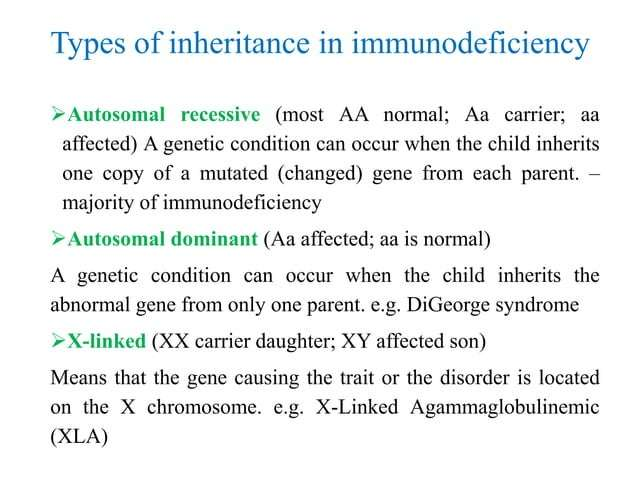 Types of inheritance in immunodeficiency
➢Autosomal recessive (most AA normal; Aa carrier; aa
affected) A genetic condition can occur when the child inherits
one copy of a mutated (changed) gene from each parent. –
majority of immunodeficiency
➢Autosomal dominant (Aa affected; aa is normal)
A genetic condition can occur when the child inherits the
abnormal gene from only one parent. e.g. DiGeorge syndrome
➢X-linked (XX carrier daughter; XY affected son)
Means that the gene causing the trait or the disorder is located
on the X chromosome. e.g. X-Linked Agammaglobulinemic
(XLA)